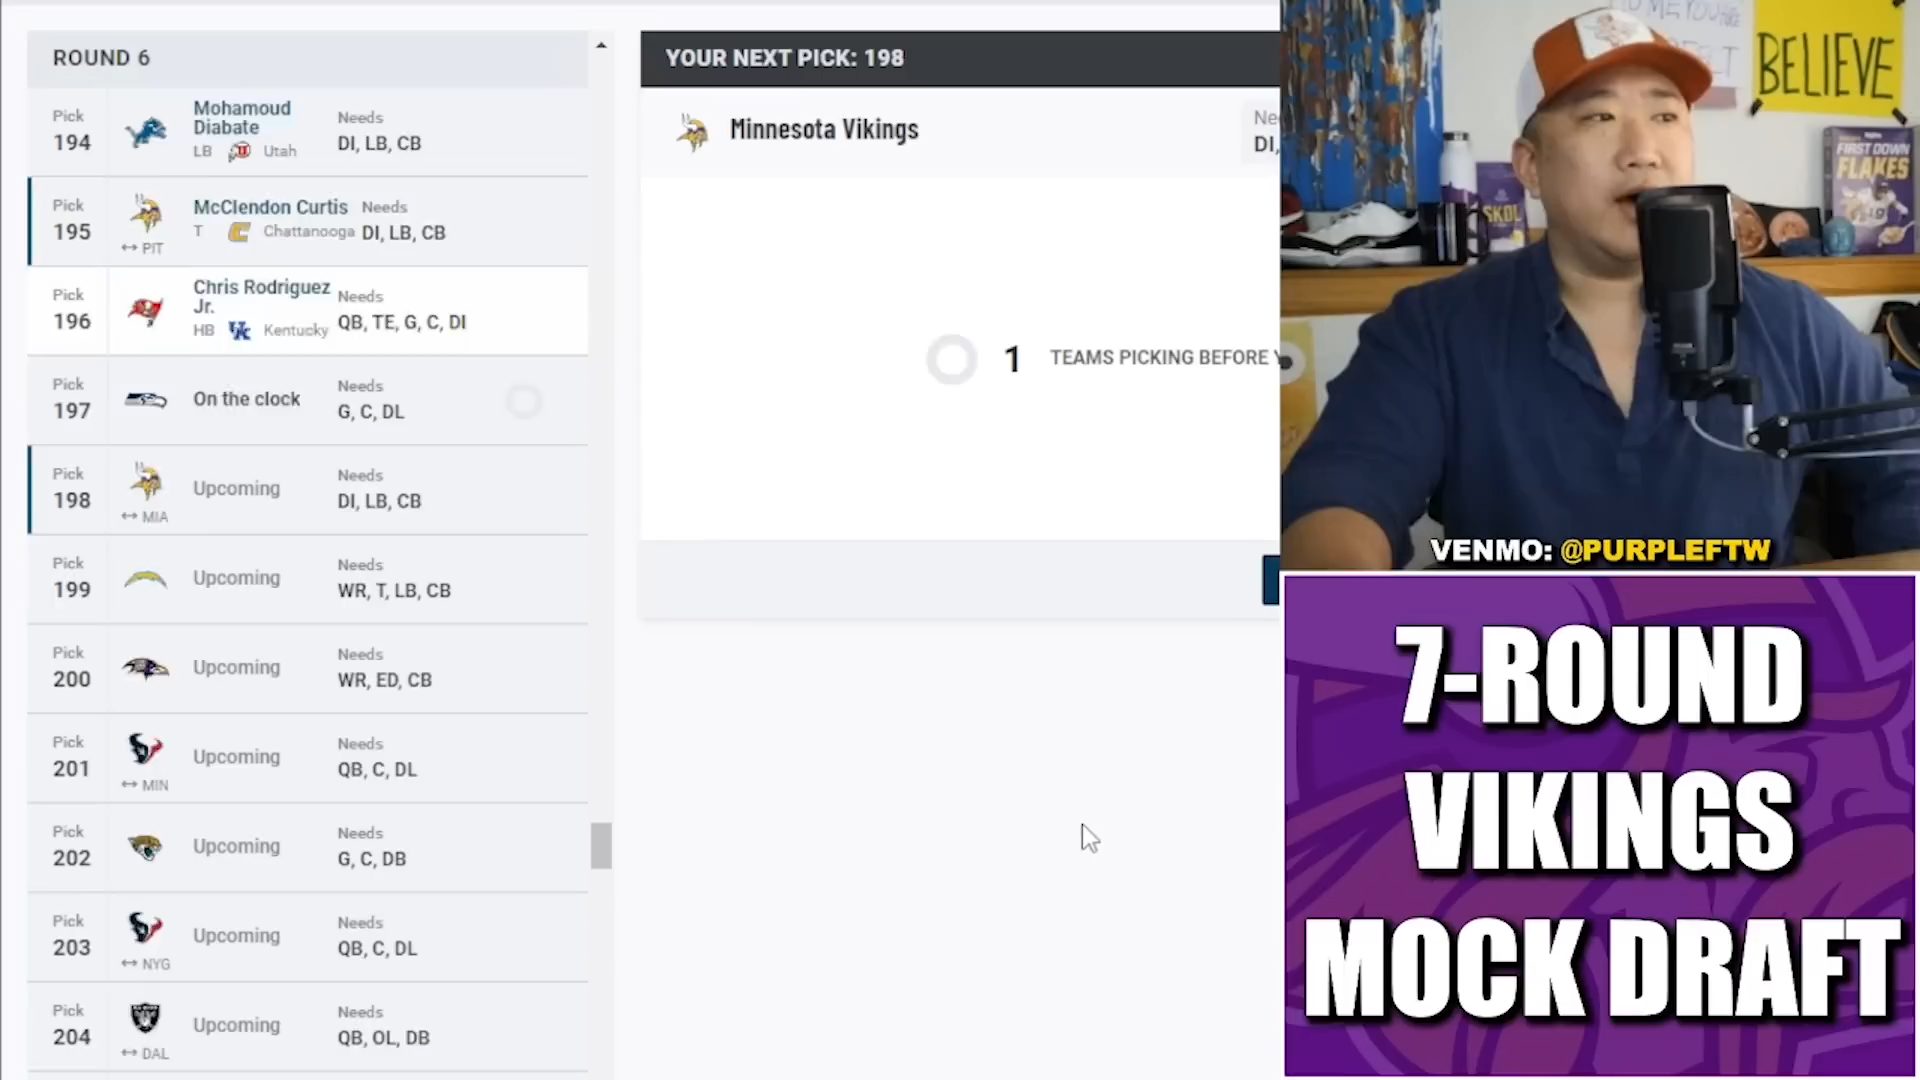 ROUND 6
Pick
194
Mohamoud
Diabate
LB Utah
Needs
DI, LB, CB
Pick
195
↔ PIT
McClendon Curtis
T C Chattanooga
Needs
DI, LB, CB
Pick
196
Chris Rodriguez
Jr.
HB UK Kentucky
Needs
QB, TE, G, C, DI
Pick
197
On the clock
Needs
G, C, DL
Pick
198
↔ MIA
Upcoming
Needs
DI, LB, CB
Pick
199
Upcoming
Needs
WR, T, LB, CB
Pick
200
Upcoming
Needs
WR, ED, CB
Pick
201
↔ MIN
Upcoming
Needs
QB, C, DL
Pick
202
Upcoming
Needs
G, C, DB
Pick
203
↔ NYG
Upcoming
Needs
QB, C, DL
Pick
204
↔ DAL
Upcoming
Needs
QB, OL, DB
YOUR NEXT PICK: 198
Minnesota Vikings
Ne
DI,
1 TEAMS PICKING BEFORE
BELIEVE
FIRST DOWN
FLAKES
SKOL
VENMO: @PURPLEFTW
7-ROUND
VIKINGS
MOCK DRAFT